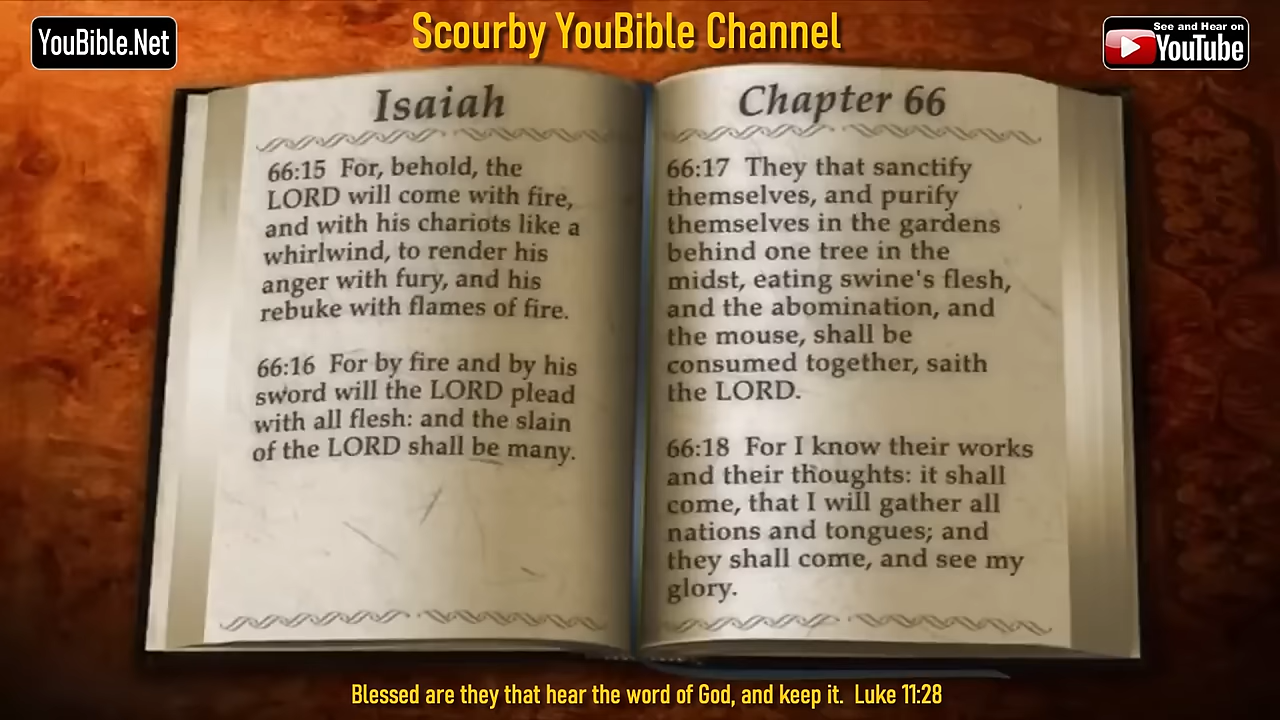 YouBible.Net
Scourby YouBible Channel
See and Hear on
YouTube
Isaiah
66:15 For, behold, the
LORD will come with fire,
and with his chariots like a
whirlwind, to render his
anger with fury, and his
rebuke with flames of fire.
66:16 For by fire and by his
sword will the LORD plead
with all flesh: and the slain
of the LORD shall be many.
Chapter 66
66:17 They that sanctify
themselves, and purify
themselves in the gardens
behind one tree in the
midst, eating swine's flesh,
and the abomination, and
the mouse, shall be
consumed together, saith
the LORD.
66:18 For I know their works
and their thoughts: it shall
come, that I will gather all
nations and tongues; and
they shall come, and see my
glory.
Blessed are they that hear the word of God, and keep it. Luke 11:28